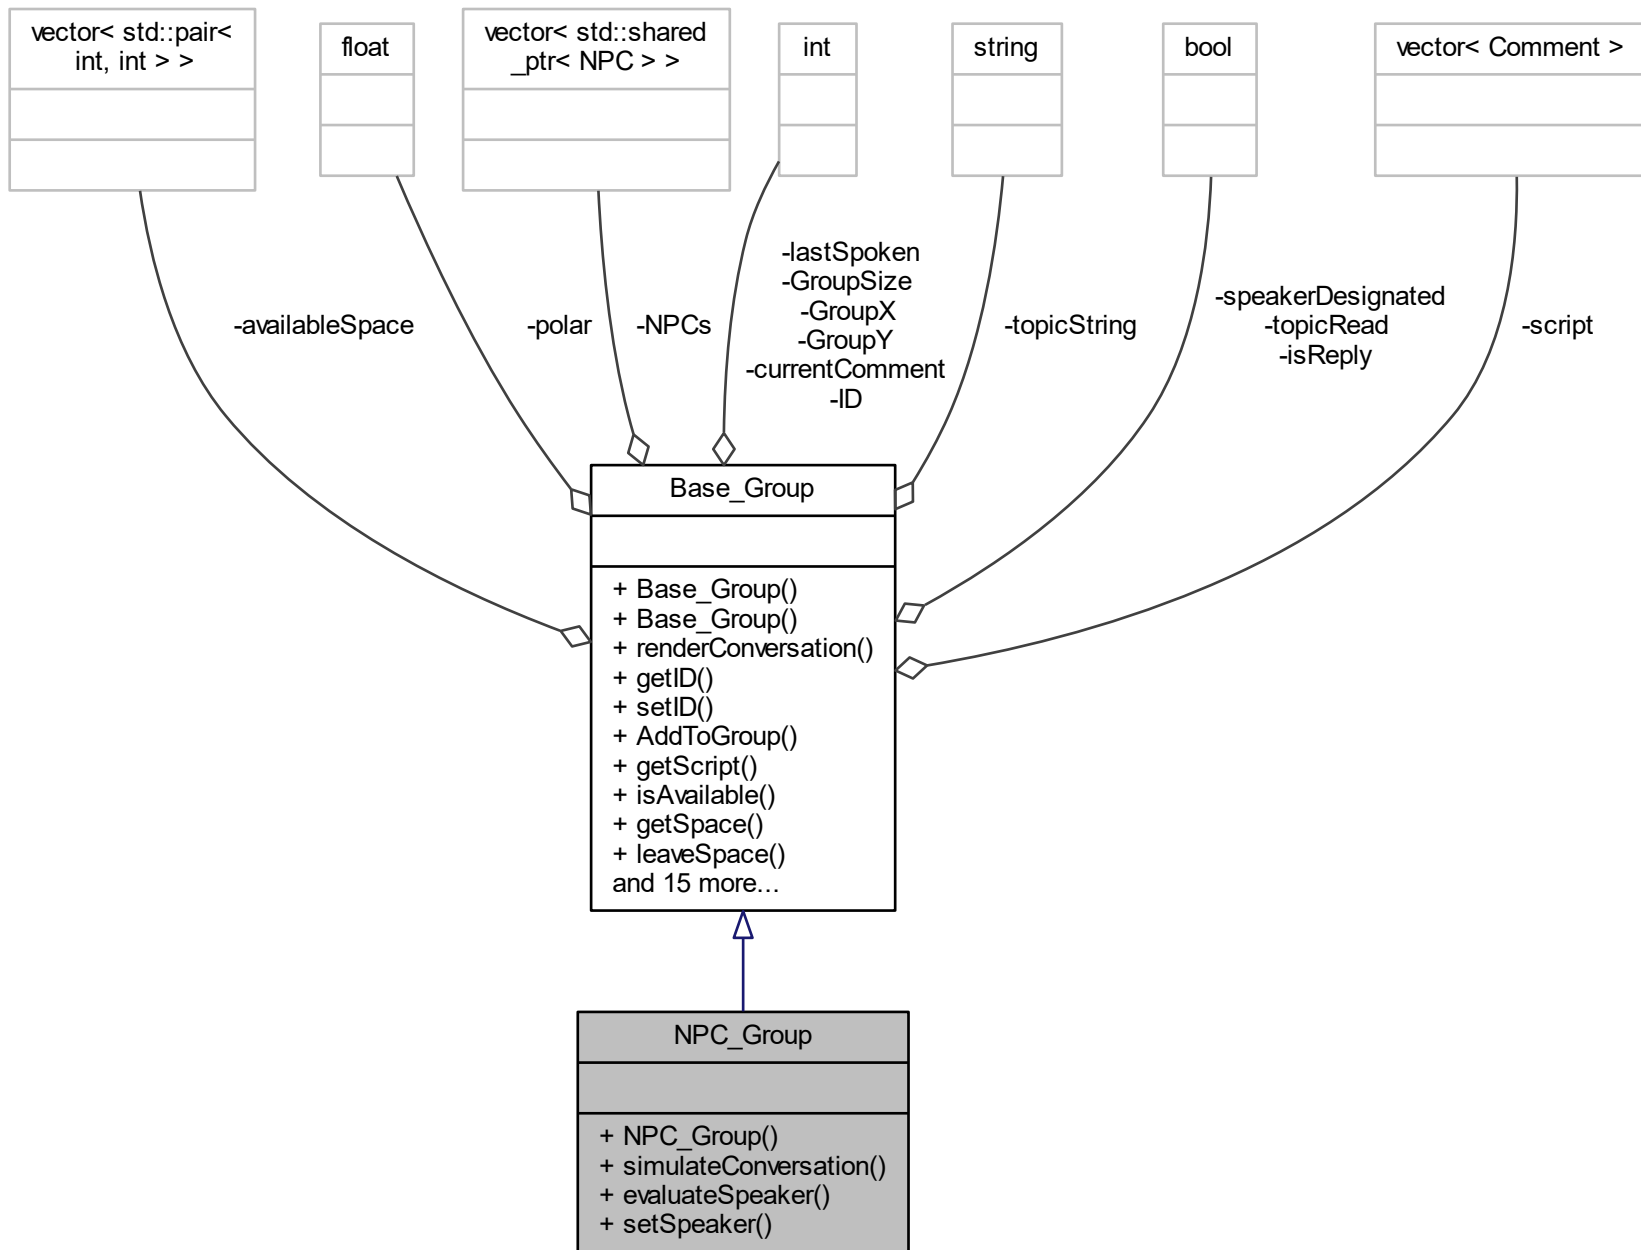 vector< std::pair<
int, int > >
float
vector< std::shared
_ptr< NPC > >
int
string
bool
vector< Comment >
-availableSpace
-polar
-NPCs
-lastSpoken
-GroupSize
-GroupX
-GroupY
-currentComment
-ID
-topicString
-speakerDesignated
-topicRead
-isReply
-script
Base_Group
+ Base_Group()
+ Base_Group()
+ renderConversation()
+ getID()
+ setID()
+ AddToGroup()
+ getScript()
+ isAvailable()
+ getSpace()
+ leaveSpace()
and 15 more...
NPC_Group
+ NPC_Group()
+ simulateConversation()
+ evaluateSpeaker()
+ setSpeaker()